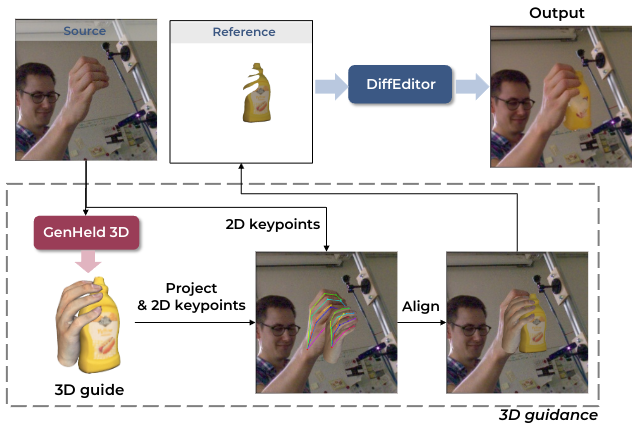 Output
Source
Reference
DiffEditor
GenHeld 3D
2D keypoints
Project
& 2D keypoints
Align
3D guide
3D guidance